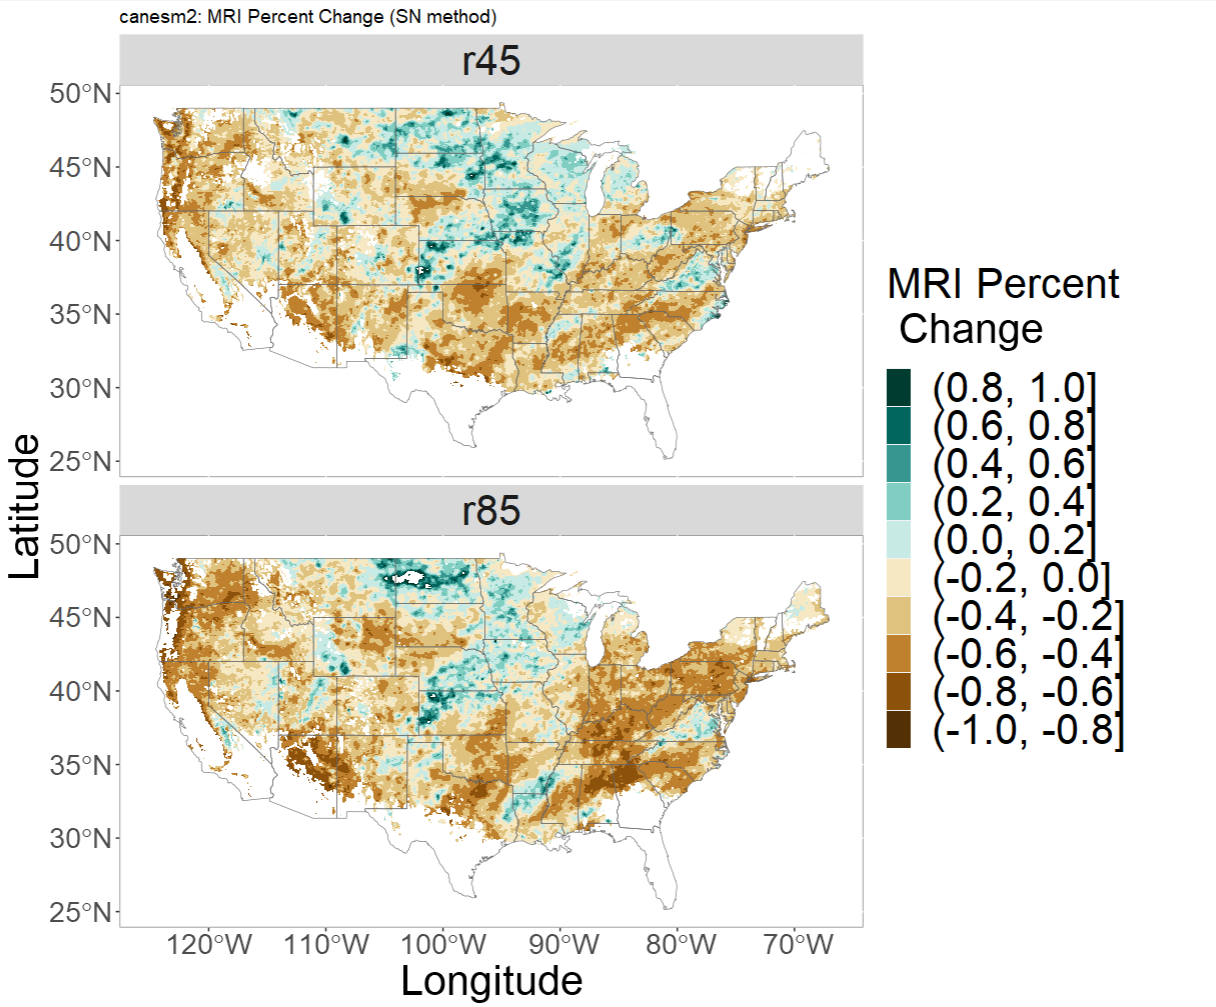 canesm2: MRI Percent Change (SN method)
r45
50°N
45°N
40°N
35°N
30°N
25°N
r85
50°N
45°N
40°N
35°N
30°N
25°N
120°W 110°W 100°W 90°W 80°W 70°W
Longitude
Latitude
MRI Percent
Change
(0.8, 1.0]
(0.6, 0.8]
(0.4, 0.6]
(0.2, 0.4]
(0.0, 0.2]
(-0.2, 0.0]
(-0.4, -0.2]
(-0.6, -0.4]
(-0.8, -0.6]
(-1.0, -0.8]